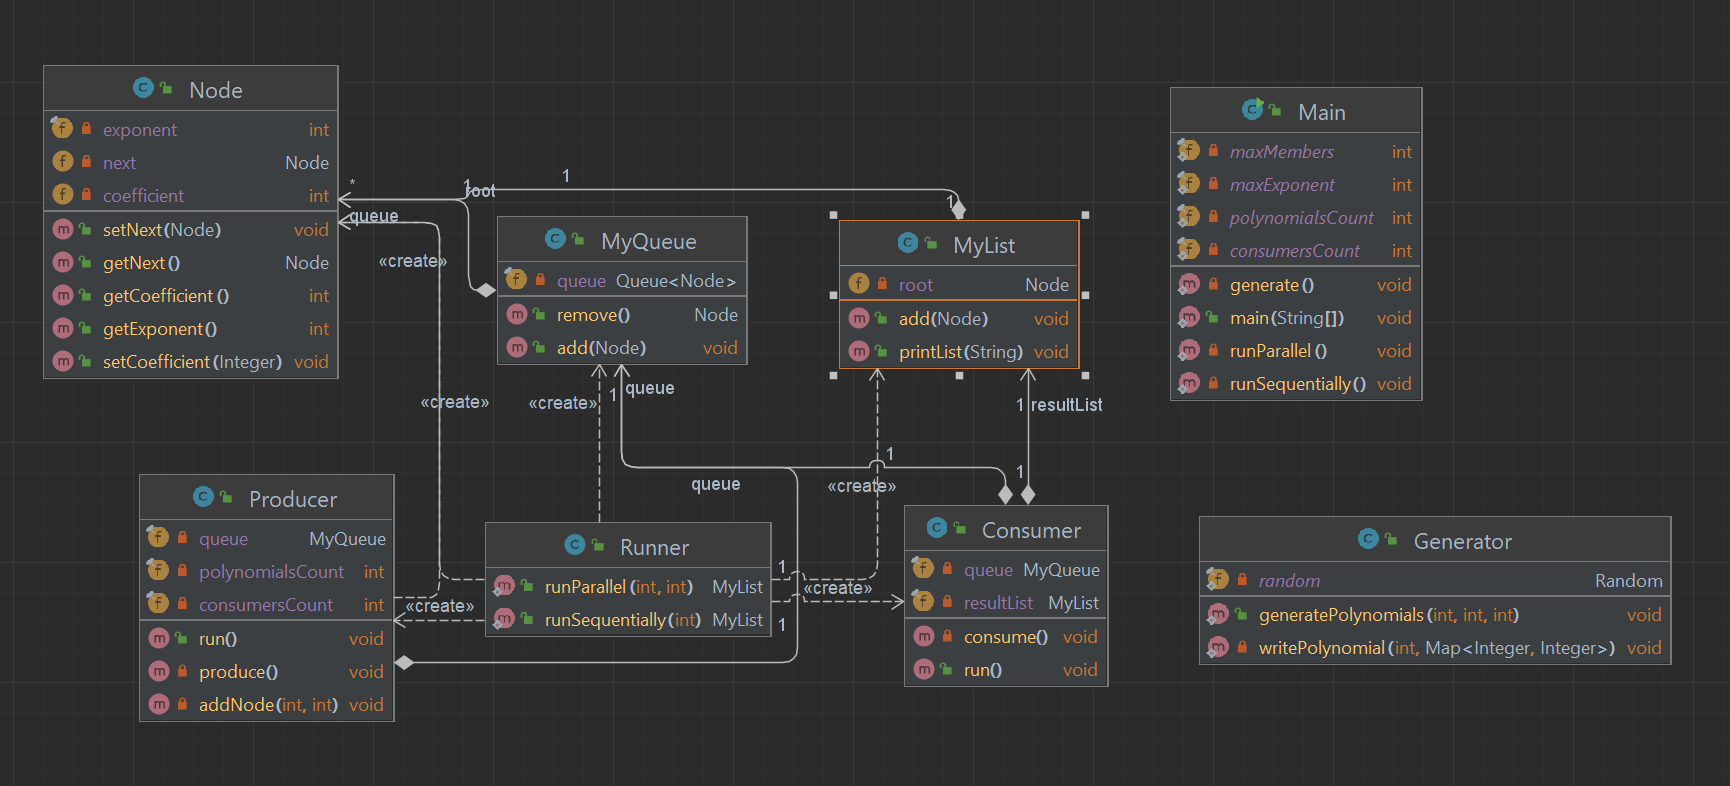 Node
exponent int
next Node
coefficient int
setNext(Node) void
getNext() Node
getCoefficient() int
getExponent() int
setCoefficient(Integer) void
*
queue
«create»
1
root
1
1
MyQueue
queue Queue<Node>
remove() Node
add(Node) void
MyList
root Node
add(Node) void
printList(String) void
Main
maxMembers int
maxExponent int
polynomialsCount int
consumersCount int
generate() void
main(String[]) void
runParallel() void
runSequentially() void
«create»
«create»
1
queue
1 resultList
queue
1
«create»
1
Producer
queue MyQueue
polynomialsCount int
consumersCount int
run() void
produce() void
addNode(int, int) void
«create»
Runner
runParallel(int, int) MyList
runSequentially(int) MyList
1
«create»
1
Consumer
queue MyQueue
resultList MyList
consume() void
run() void
Generator
random Random
generatePolynomials(int, int, int) void
writePolynomial(int, Map<Integer, Integer>) void